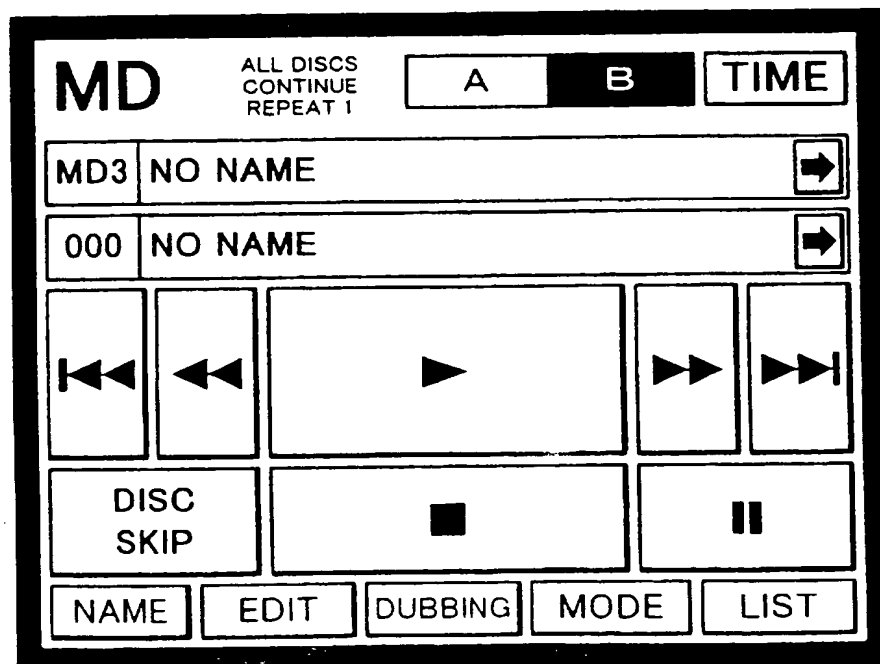 MD
ALL DISCS
CONTINUE
REPEAT 1
A
B
TIME
MD3 NO NAME
000 NO NAME
DISC
SKIP
NAME EDIT DUBBING MODE LIST